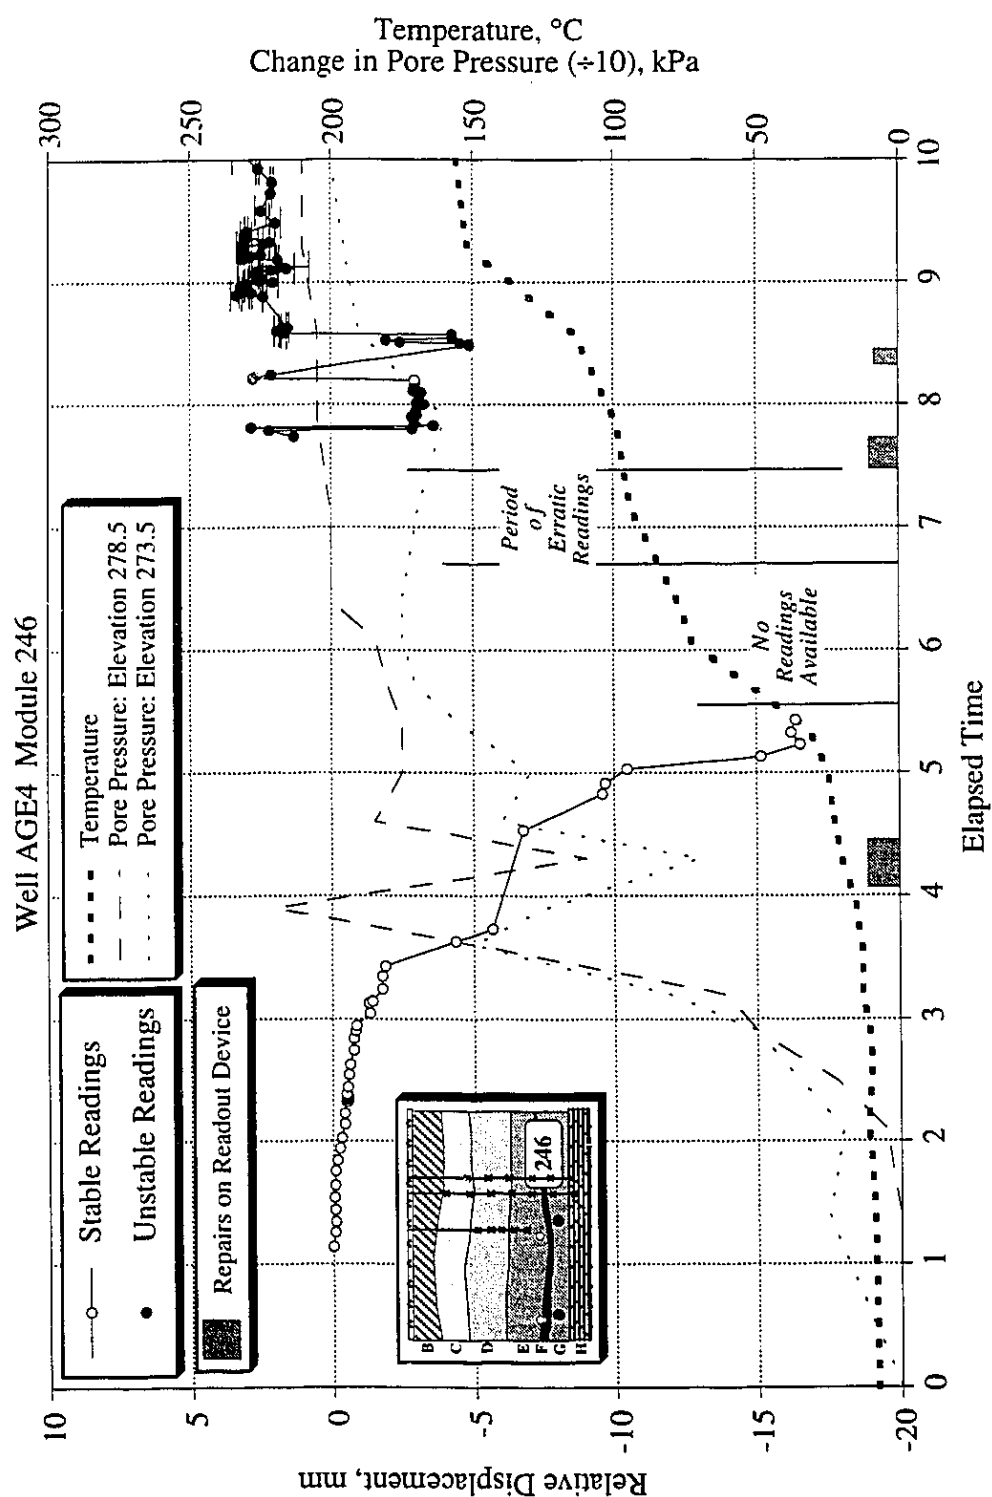 Well AGE4 Module 246
Stable Readings
Unstable Readings
Repairs on Readout Device
Temperature
Pore Pressure: Elevation 278.5
Pore Pressure: Elevation 273.5
Relative Displacement, mm
10
5
0
-5
-10
-15
-20
Temperature, °C
Change in Pore Pressure (÷10), kPa
300
250
200
150
100
50
0
B
C
D
E
F
G
H
246
No
Readings
Available
Period
of
Erratic
Readings
0 1 2 3 4 5 6 7 8 9 10
Elapsed Time